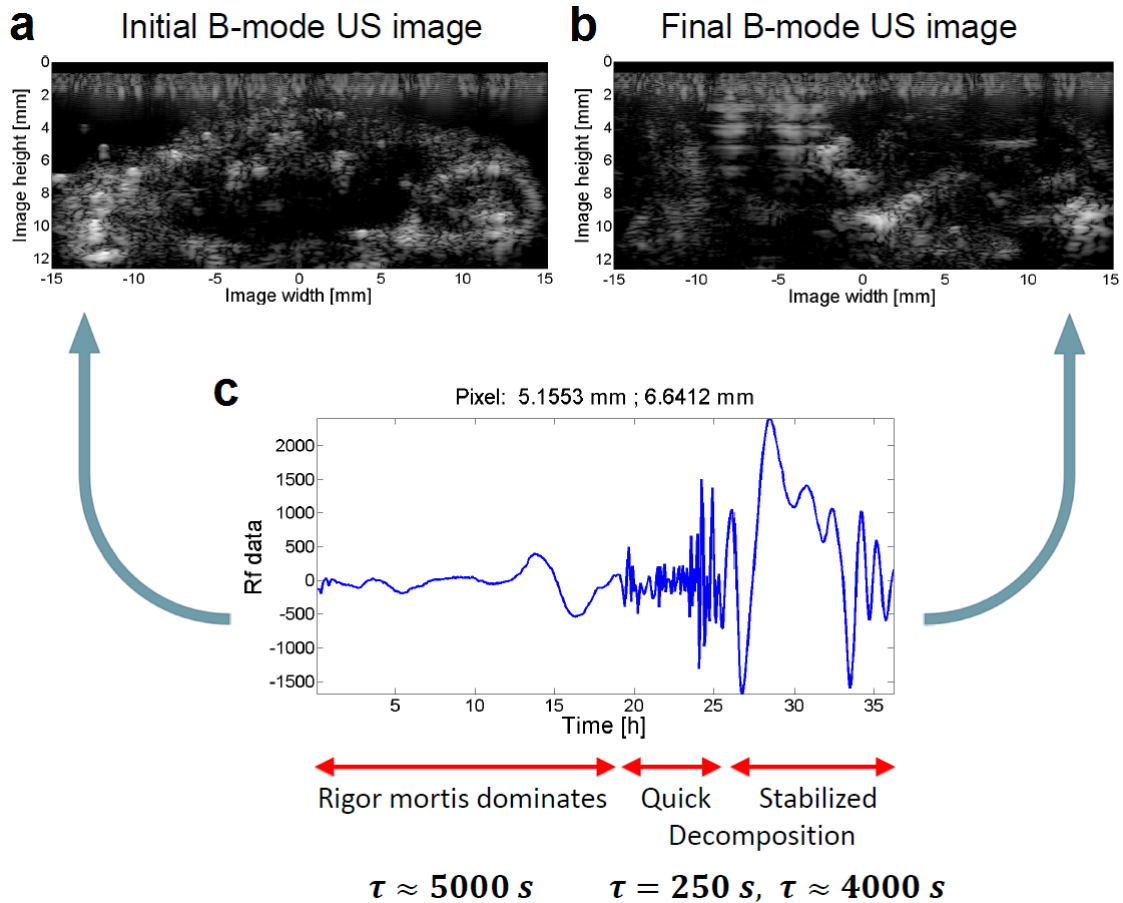 a Initial B-mode US image
b Final B-mode US image
Image height [mm]
0
2
4
6
8
10
12
-15 -10 -5 0 5 10 15
Image width [mm]
Image height [mm]
0
2
4
6
8
10
12
-15 -10 -5 0 5 10 15
Image width [mm]
c
Pixel: 5.1553 mm ; 6.6412 mm
Rf data
2000
1500
1000
500
0
-500
-1000
-1500
5 10 15 20 25 30 35
Time [h]
Rigor mortis dominates Quick Stabilized
Decomposition
τ ≈ 5000 s τ = 250 s, τ ≈ 4000 s